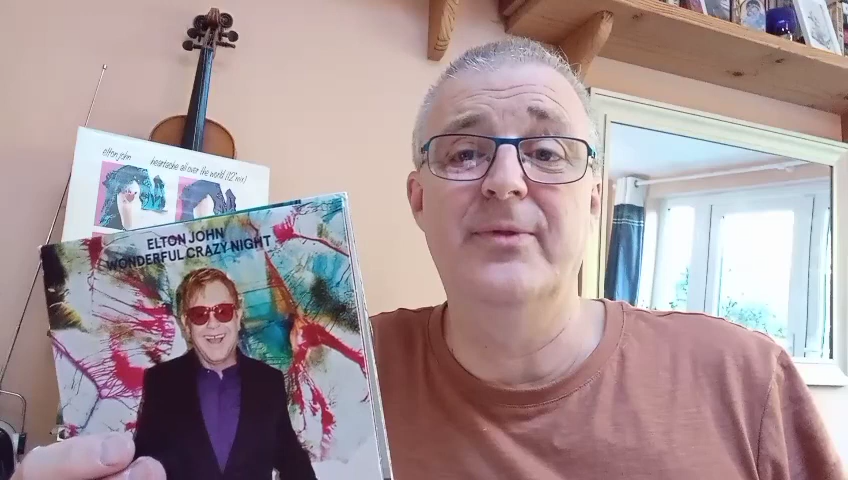 elton john heartache all over the world (12" mix)
ELTON JOHN
WONDERFUL CRAZY NIGHT